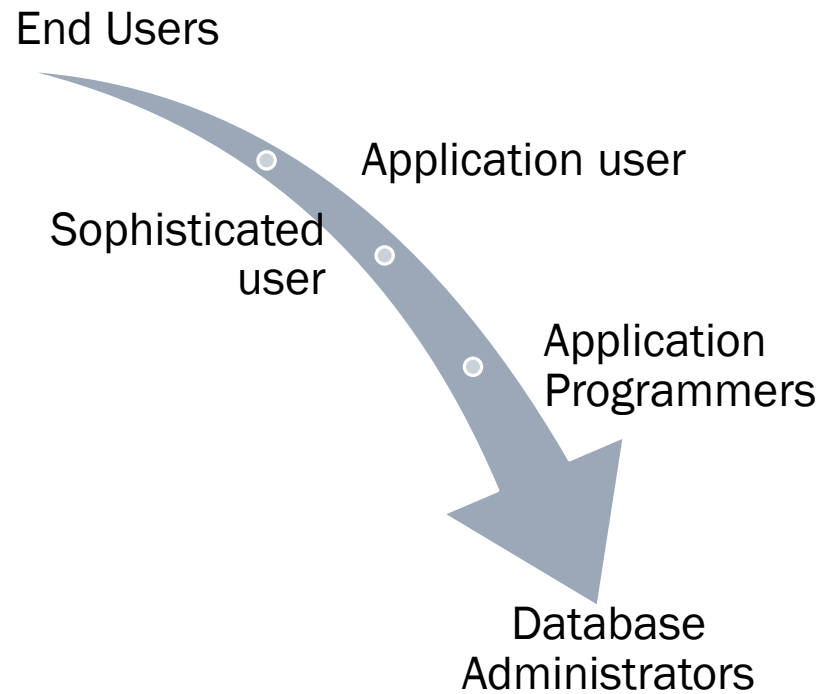 End Users
Application user
Sophisticated
user
Application
Programmers
Database
Administrators